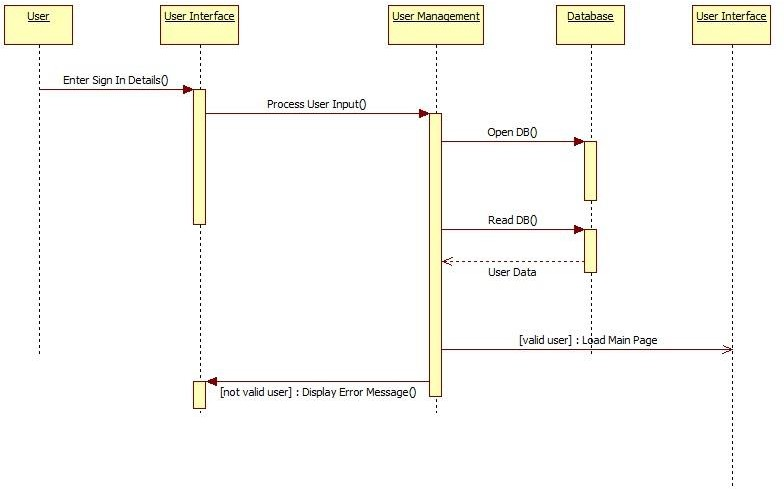 User
User Interface
User Management
Database
User Interface
Enter Sign In Details()
Process User Input()
Open DB()
Read DB()
User Data
[valid user] : Load Main Page
[not valid user] : Display Error Message()